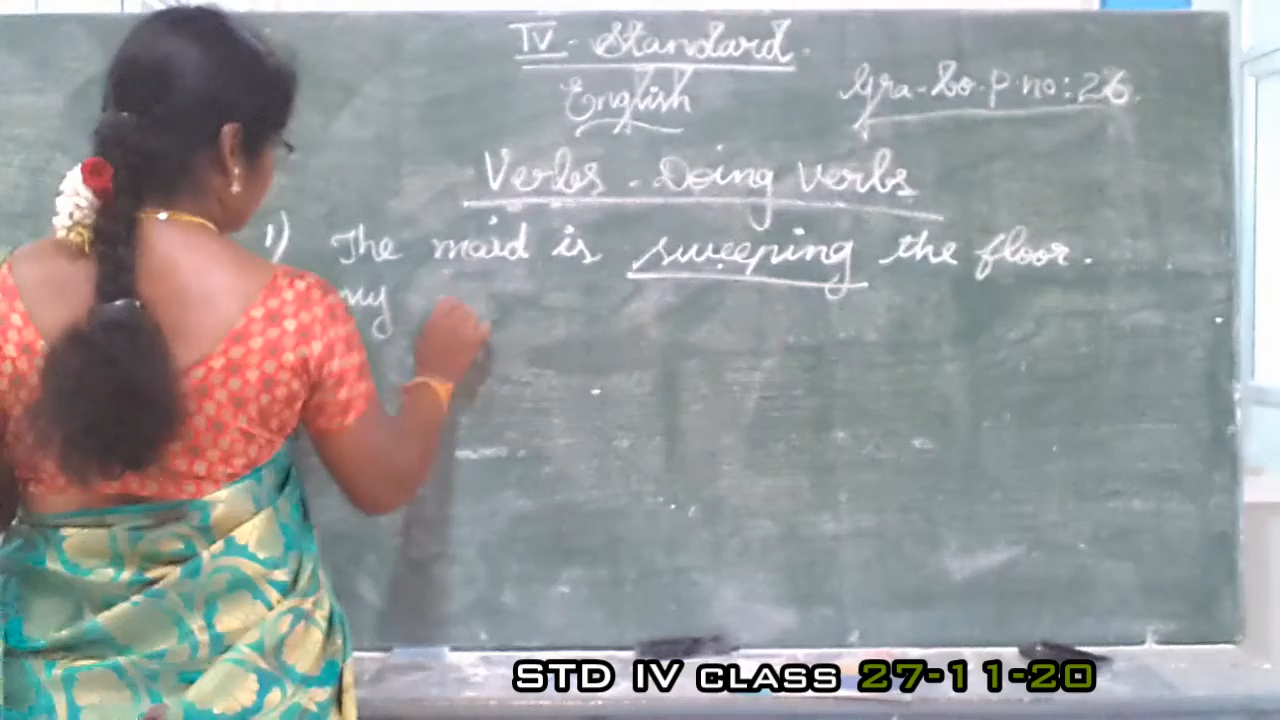 IV - Standard.
English
Gra-bo.p.no:26.
Verbs - Doing verbs
1) The maid is sweeping the floor.
my
STD IV CLASS 27-11-20